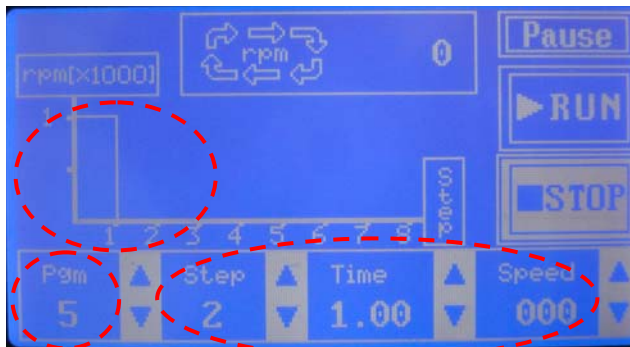 rpm
0
Pause
rpm[×1000]
▶RUN
1
■STOP
Step
1 2 3 4 5 6 7 8
Pgm Step Time Speed
5 2 1.00 000